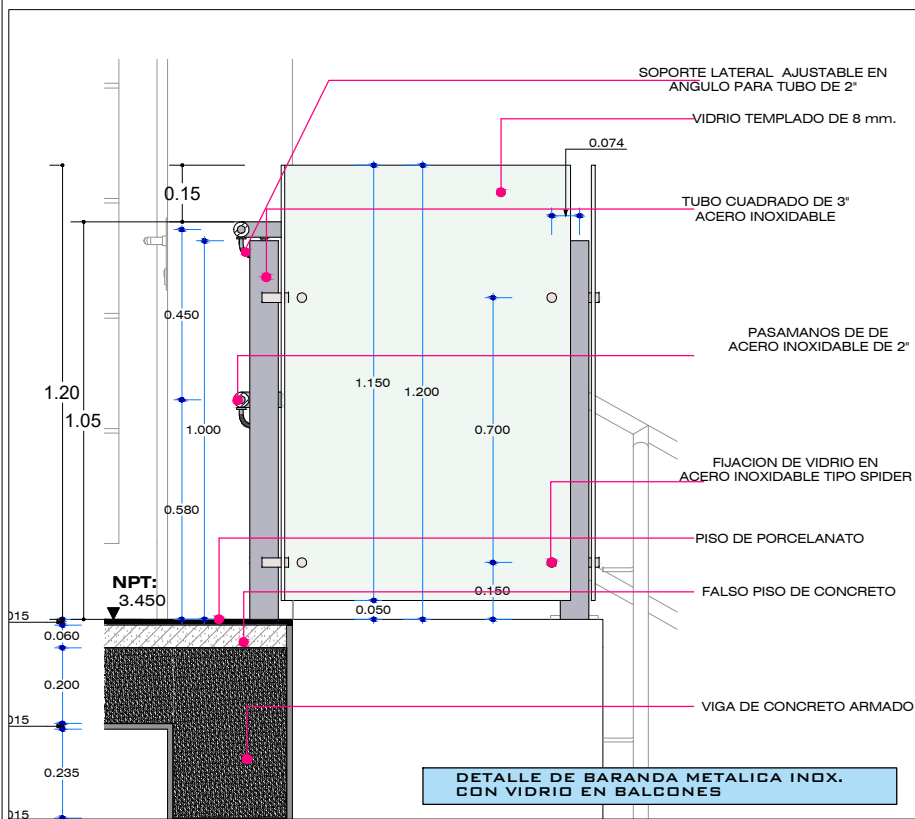 SOPORTE LATERAL AJUSTABLE EN
ANGULO PARA TUBO DE 2"
VIDRIO TEMPLADO DE 8 mm.
0.074
0.15
TUBO CUADRADO DE 3"
ACERO INOXIDABLE
0.450
PASAMANOS DE DE
ACERO INOXIDABLE DE 2"
1.20
1.05
1.150
1.200
1.000
0.700
FIJACION DE VIDRIO EN
ACERO INOXIDABLE TIPO SPIDER
0.580
PISO DE PORCELANATO
NPT:
3.450
0.150
FALSO PISO DE CONCRETO
0.050
015
0.060
0.200
VIGA DE CONCRETO ARMADO
015
0.235
DETALLE DE BARANDA METALICA INOX.
CON VIDRIO EN BALCONES
015